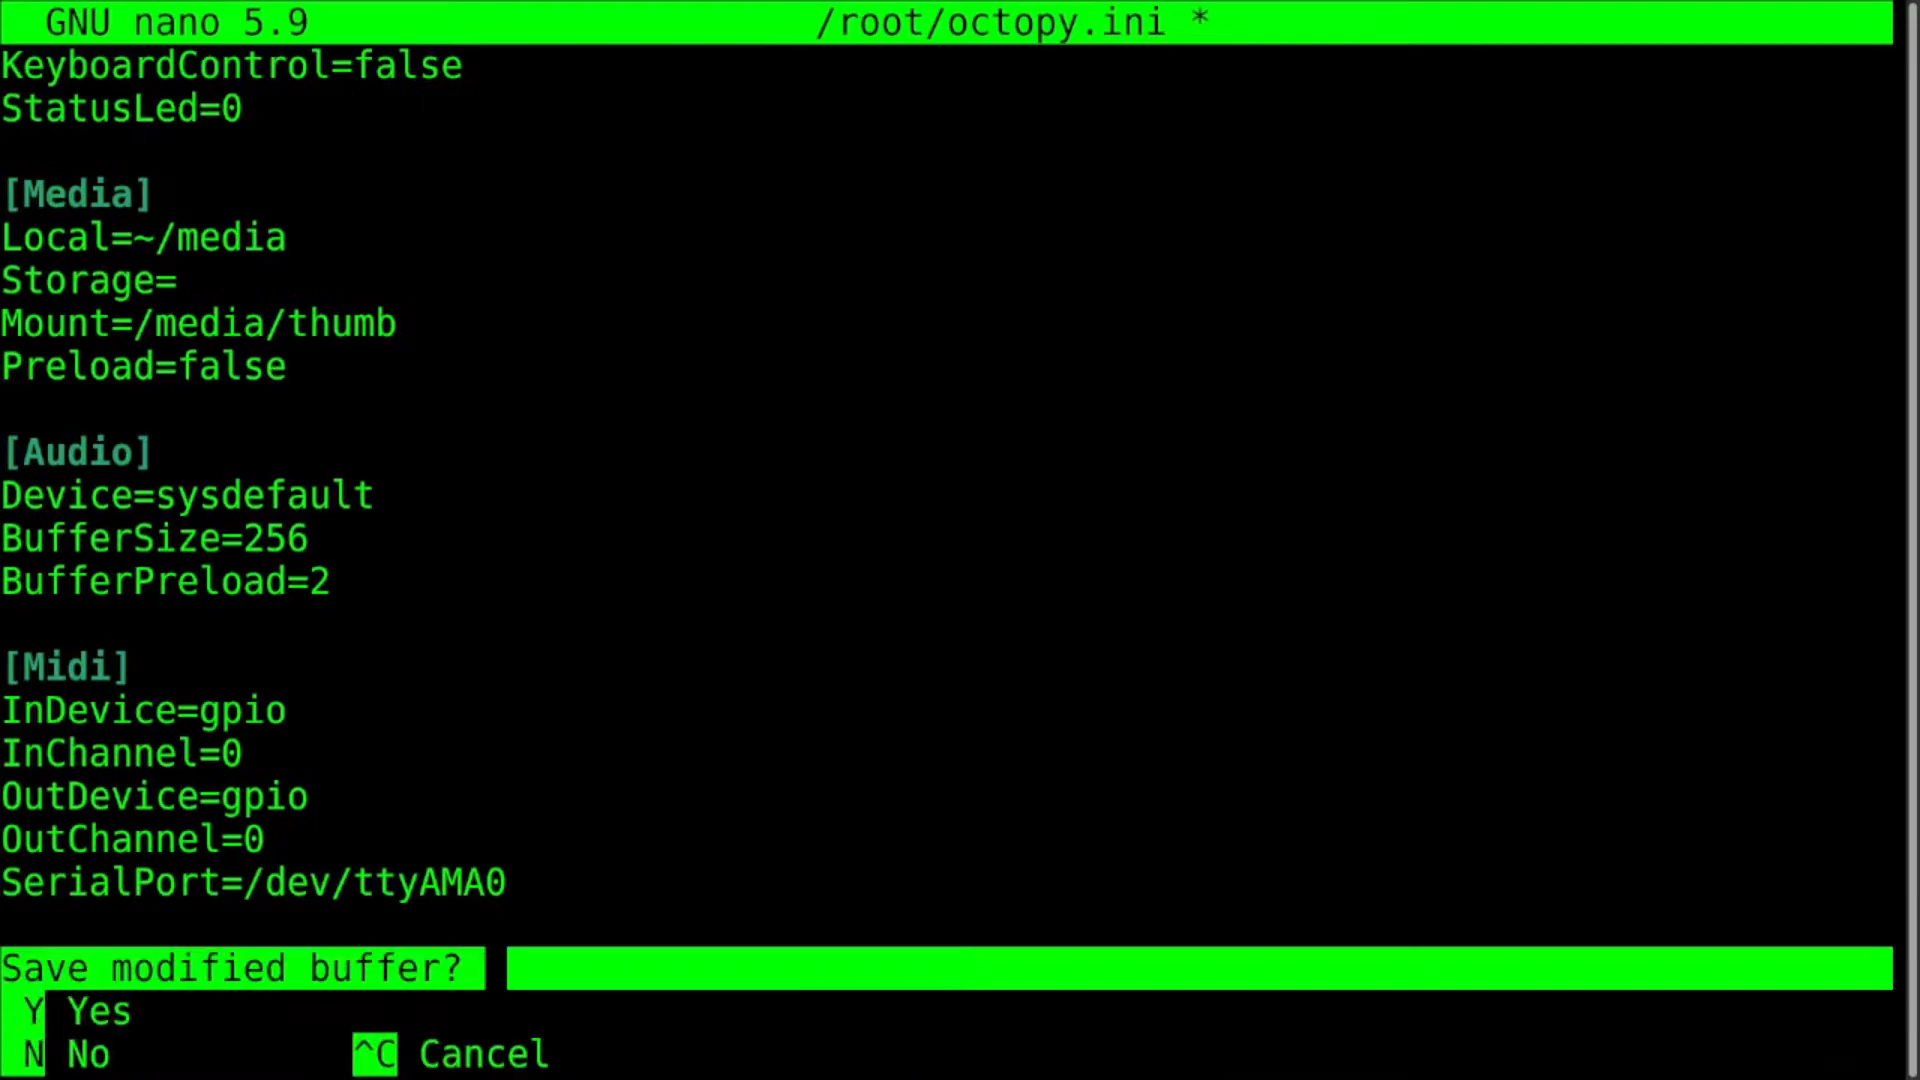 GNU nano 5.9 /root/octopy.ini *
KeyboardControl=false
StatusLed=0
[Media]
Local=~/media
Storage=
Mount=/media/thumb
Preload=false
[Audio]
Device=sysdefault
BufferSize=256
BufferPreload=2
[Midi]
InDevice=gpio
InChannel=0
OutDevice=gpio
OutChannel=0
SerialPort=/dev/ttyAMA0
Save modified buffer?
Y Yes
N No ^C Cancel